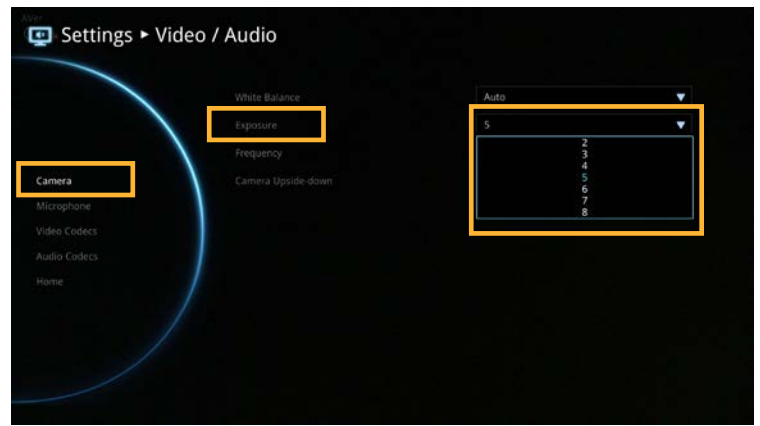 AVer
Settings ▸ Video / Audio
White Balance
Auto
Exposure
5
Frequency
2
3
4
5
6
7
8
Camera Upside-down
Camera
Microphone
Video Codecs
Audio Codecs
Home